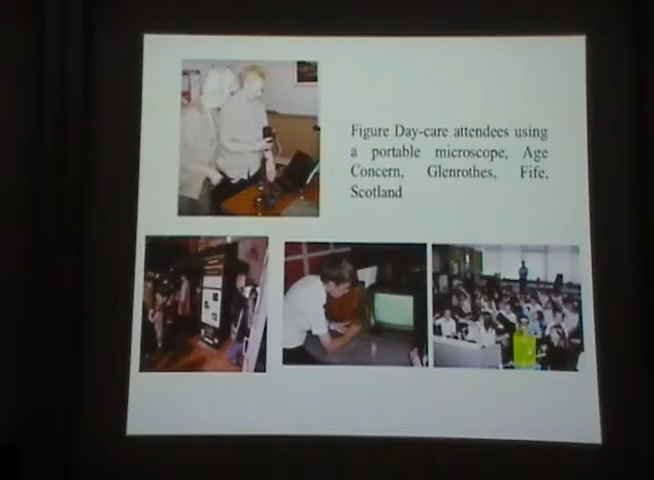 Figure Day-care attendees using
a portable microscope, Age
Concern, Glenrothes, Fife,
Scotland